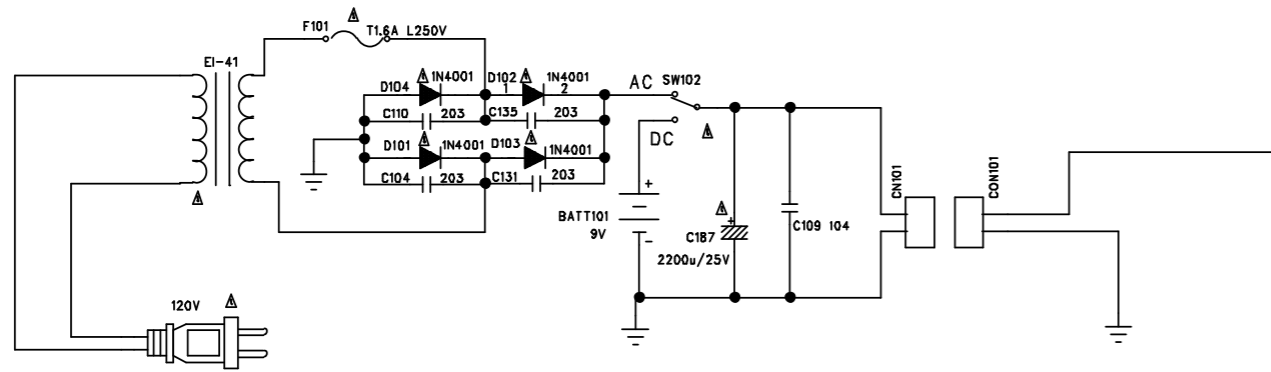 F101 T1.6A L250V
EI-41
D104 1N4001 D102 1N4001
1 2
AC SW102
C110 203 C135 203
DC
D101 1N4001 D103 1N4001
C104 203 C131 203
CN101 CON101
+
BATT101
9V
-
+
C187
2200u/25V
C109 104
120V